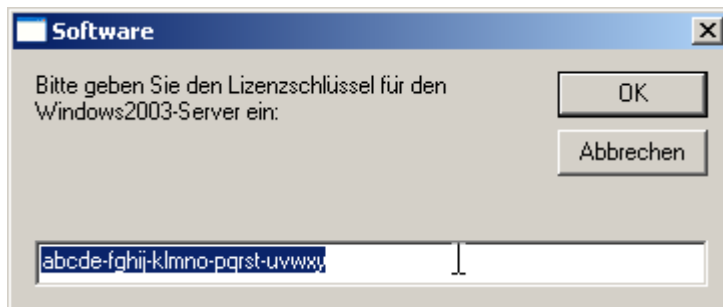 Software
Bitte geben Sie den Lizenzschlüssel für den
Windows2003-Server ein:
OK
Abbrechen
abcde-fghij-klmno-pqrst-uvwxy